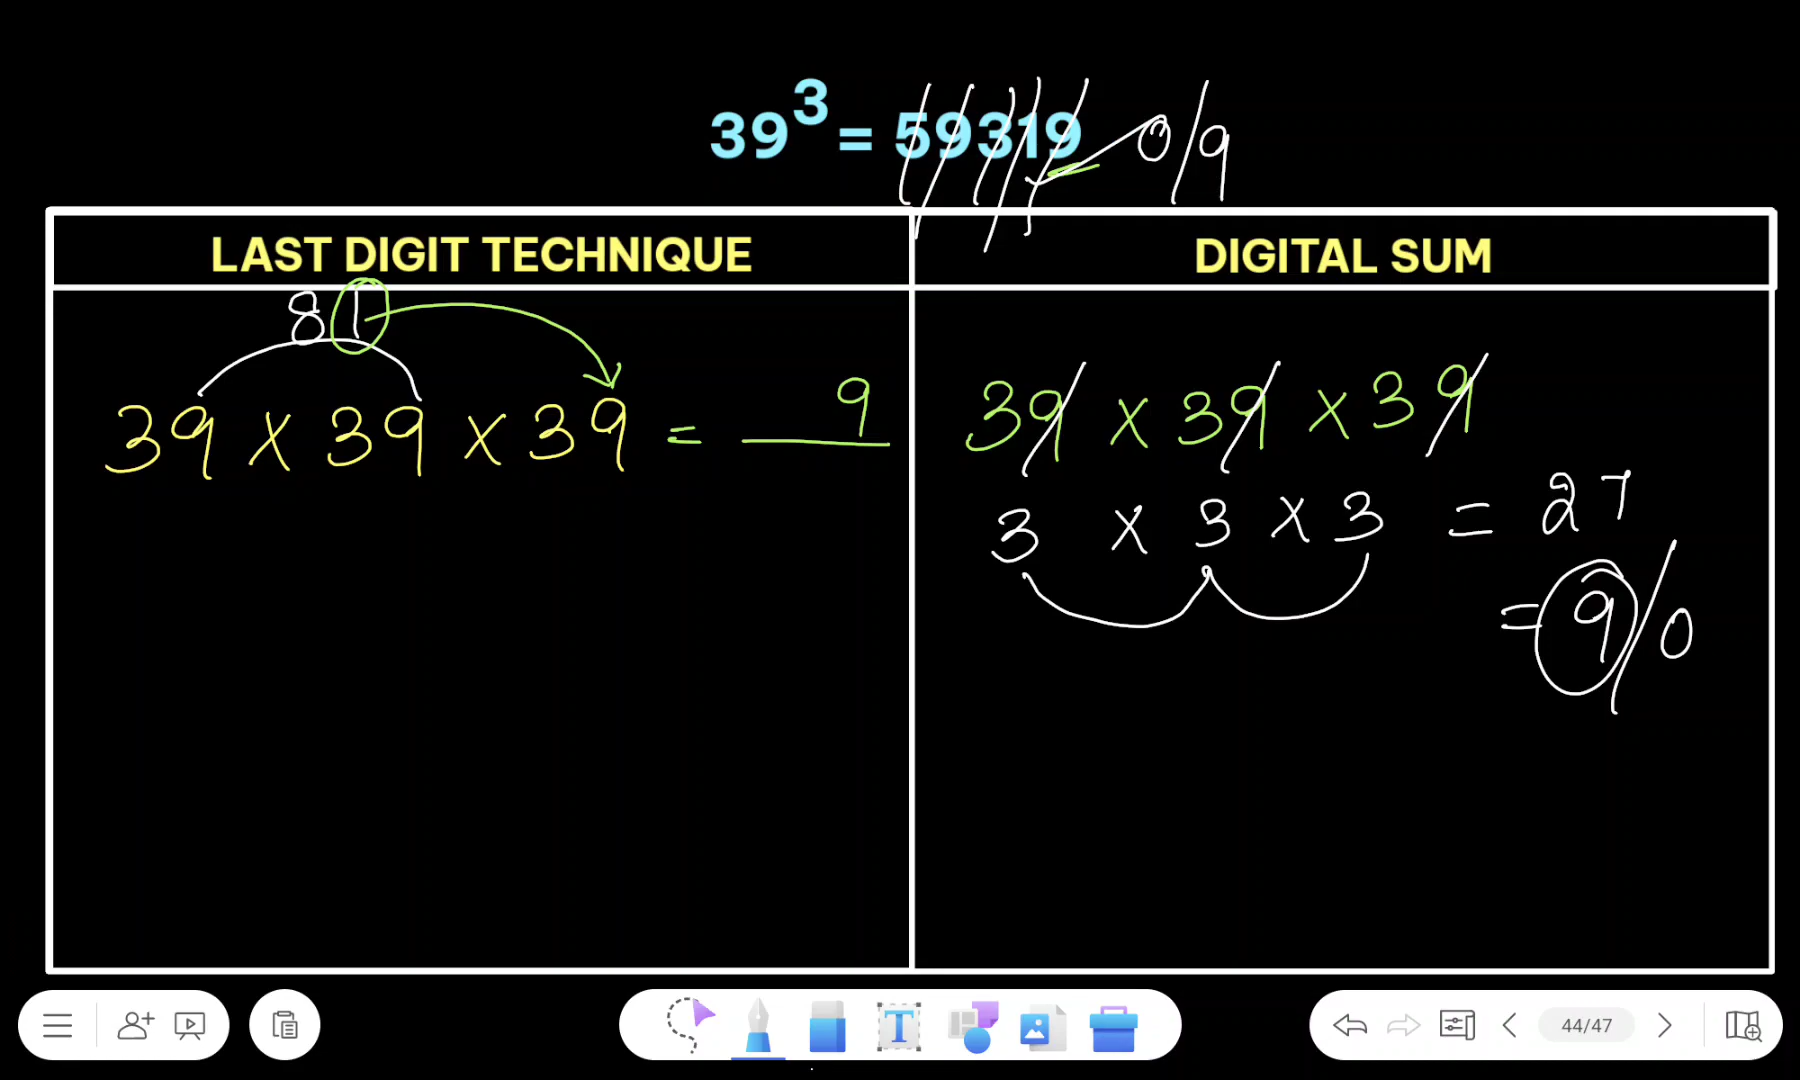 39³ = 59319 0/9
LAST DIGIT TECHNIQUE
DIGITAL SUM
81
39 x 39 x 39 = 9
39 x 39 x 39
3 x 3 x 3 = 27
= 9/0
T
44/47